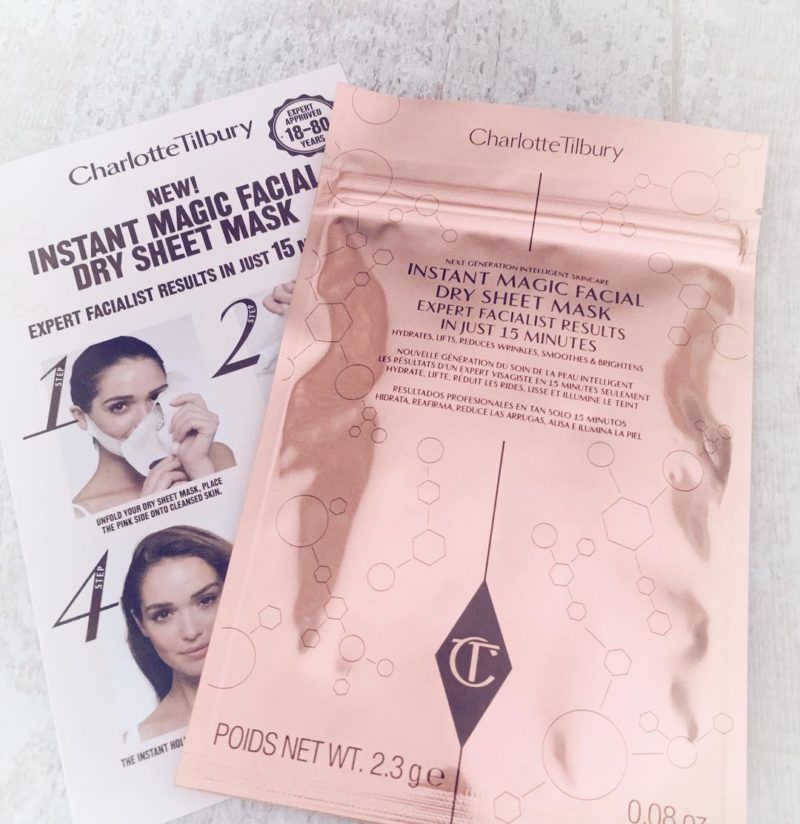 CharlotteTilbury
EXPERT
APPROVED
18-80
YEARS
NEW!
INSTANT MAGIC FACIAL
DRY SHEET MASK
EXPERT FACIALIST RESULTS IN JUST 15
1
STEP
2
STEP
UNFOLD YOUR DRY SHEET MASK, PLACE
THE PINK SIDE ONTO CLEANSED SKIN.
4
STEP
THE INSTANT
CharlotteTilbury
NEXT GENERATION INTELLIGENT SKINCARE
INSTANT MAGIC FACIAL
DRY SHEET MASK
EXPERT FACIALIST RESULTS
IN JUST 15 MINUTES
HYDRATES, LIFTS, REDUCES WRINKLES, SMOOTHES & BRIGHTENS
NOUVELLE GÉNÉRATION DU SOIN DE LA PEAU INTELLIGENT
LES RÉSULTATS D'UN EXPERT VISAGISTE EN 15 MINUTES SEULEMENT
HYDRATE, LIFTE, RÉDUIT LES RIDES, LISSE ET ILLUMINE LE TEINT
RESULTADOS PROFESIONALES EN TAN SOLO 15 MINUTOS
HIDRATA, REAFIRMA, REDUCE LAS ARRUGAS, ALISA E ILUMINA LA PIEL
CT
POIDS NET WT. 2.3 g e
0.08 oz